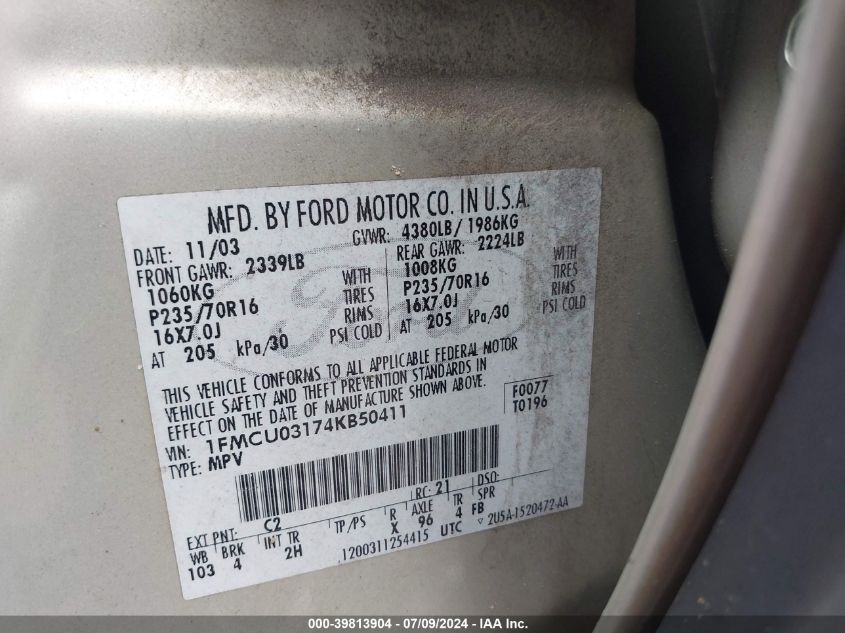 MFD. BY FORD MOTOR CO. IN U.S.A.
DATE: 11/03 GVWR: 4380LB/ 1986KG
FRONT GAWR: 2339LB REAR GAWR: 2224LB
1060KG WITH 1008KG WITH
P235/70R16 TIRES P235/70R16 TIRES
16X7.0J RIMS 16X7.0J RIMS
AT 205 kPa/30 PSI COLD AT 205 kPa/30 PSI COLD
THIS VEHICLE CONFORMS TO ALL APPLICABLE FEDERAL MOTOR
VEHICLE SAFETY AND THEFT PREVENTION STANDARDS IN
EFFECT ON THE DATE OF MANUFACTURE SHOWN ABOVE.
F0077
T0196
VIN: 1FMCU03174KB50411
TYPE: MPV
EXT PNT: C2 RC: 21 DSO:
WB BRK INT TR TP/PS R AXLE TR SPR
103 4 2H X 96 4 FB
1200311254415 UTC ▽ 2U5A-1520472-AA
Ford
000-39813904 / 07/09/2024 - IAA Inc.